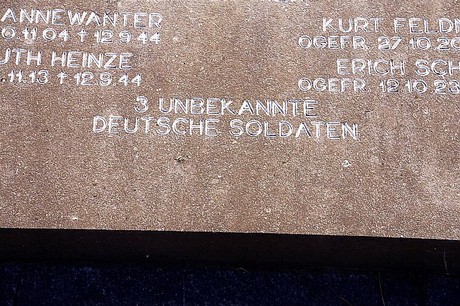 ANNEWANTER
0.11.04 † 12.9.44
UTH HEINZE
.11.13 † 12.9.44
KURT FELDM
OGEFR. 27.10.20
ERICH SCH
OGEFR. 12.10.23
3 UNBEKANNTE
DEUTSCHE SOLDATEN